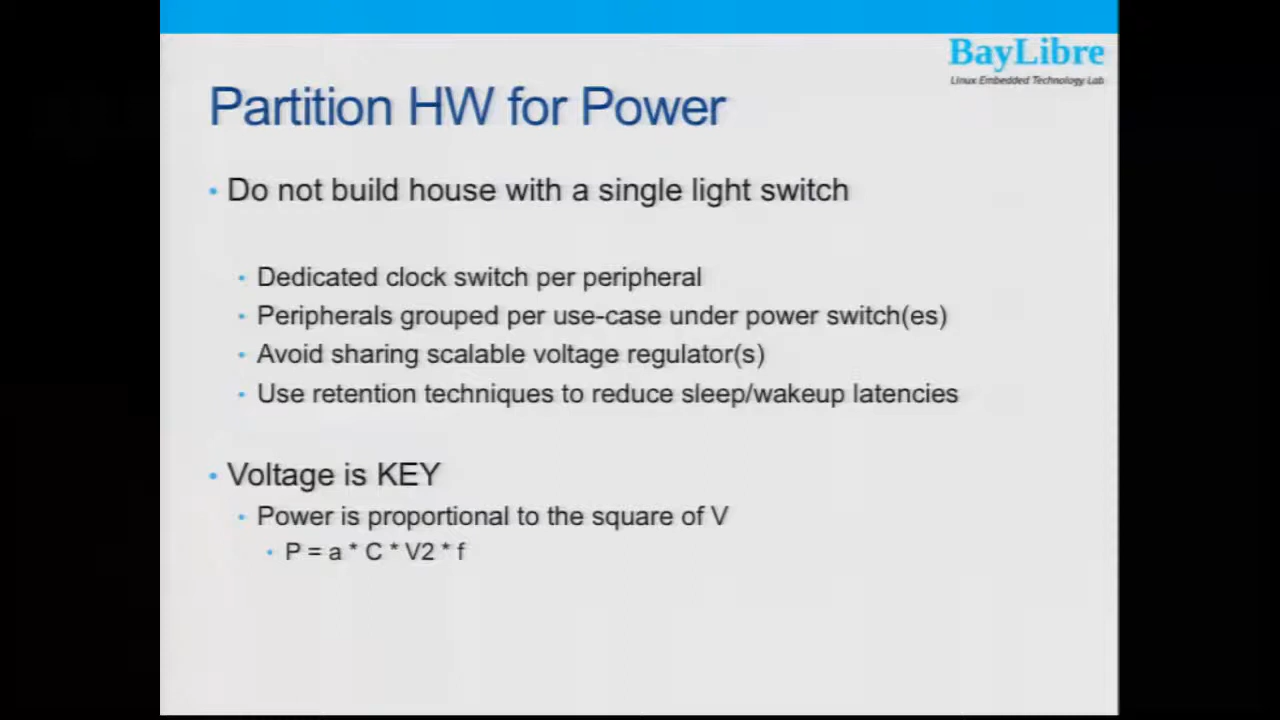 BayLibre
Linux Embedded Technology Lab
Partition HW for Power
• Do not build house with a single light switch
• Dedicated clock switch per peripheral
• Peripherals grouped per use-case under power switch(es)
• Avoid sharing scalable voltage regulator(s)
• Use retention techniques to reduce sleep/wakeup latencies
• Voltage is KEY
• Power is proportional to the square of V
• P = a * C * V2 * f